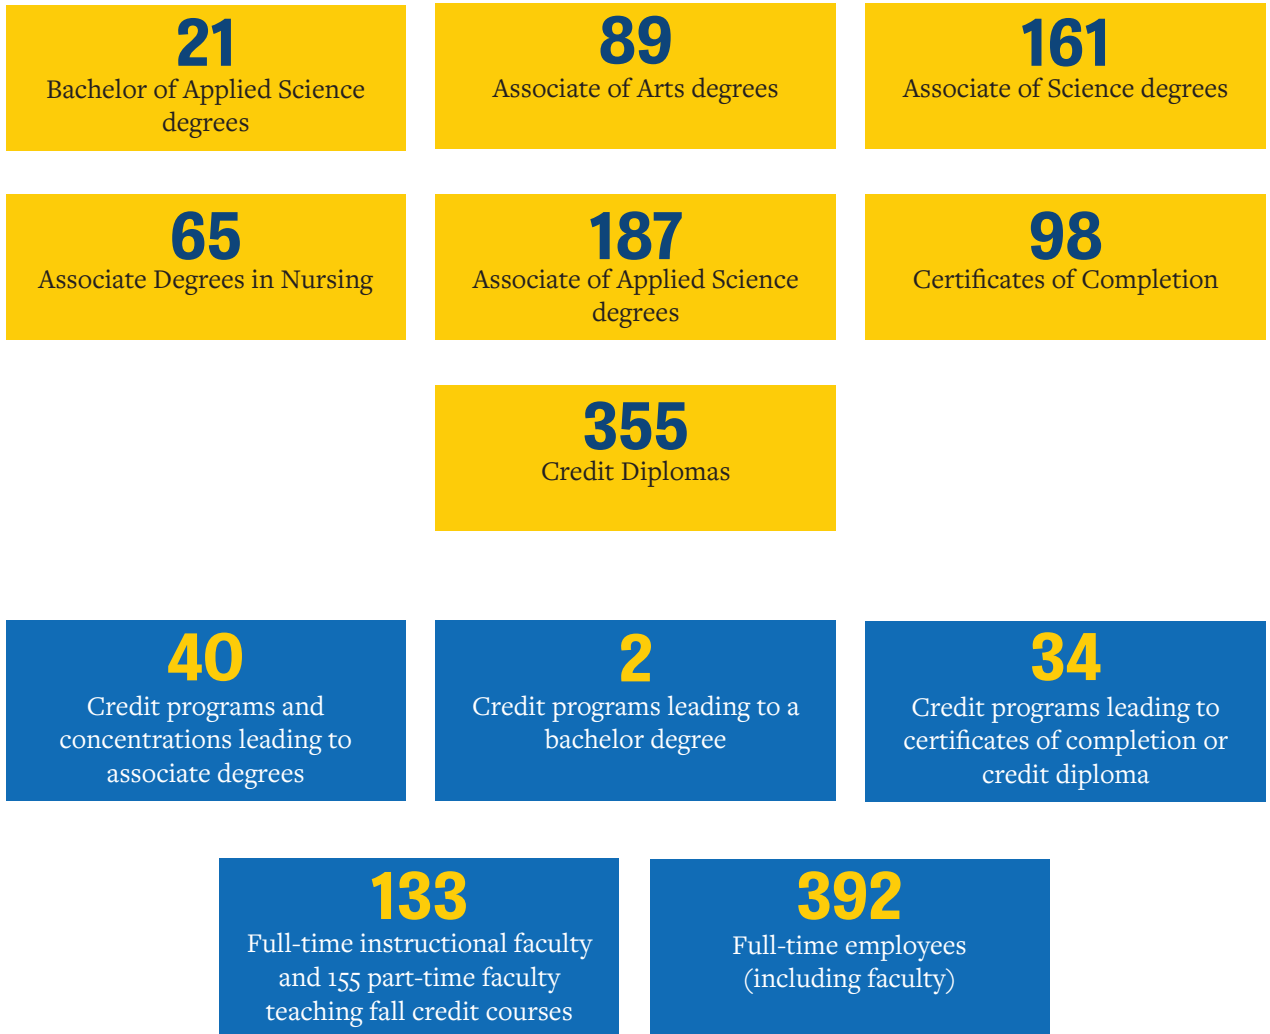 21
Bachelor of Applied Science
degrees
89
Associate of Arts degrees
161
Associate of Science degrees
65
Associate Degrees in Nursing
187
Associate of Applied Science
degrees
98
Certificates of Completion
355
Credit Diplomas
40
Credit programs and
concentrations leading to
associate degrees
2
Credit programs leading to a
bachelor degree
34
Credit programs leading to
certificates of completion or
credit diploma
133
Full-time instructional faculty
and 155 part-time faculty
teaching fall credit courses
392
Full-time employees
(including faculty)